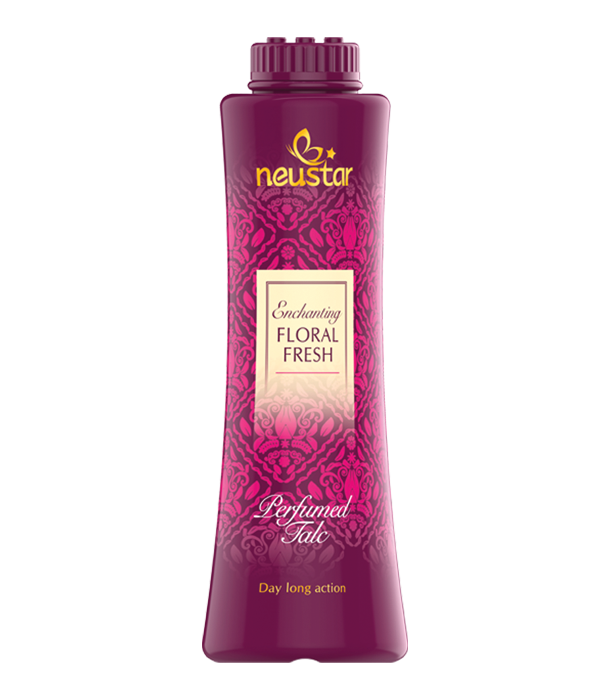 neustar
Enchanting
FLORAL
FRESH
Perfumed
Talc
Day long action